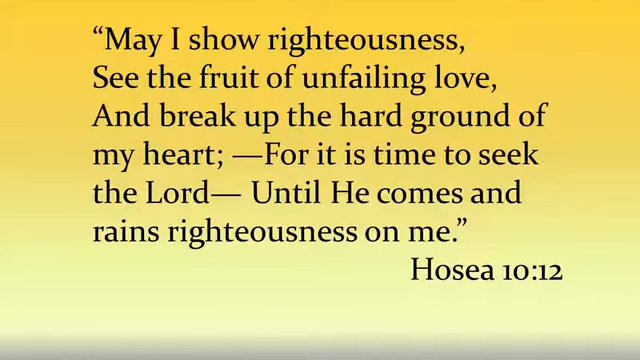 “May I show righteousness,
See the fruit of unfailing love,
And break up the hard ground of
my heart; —For it is time to seek
the Lord— Until He comes and
rains righteousness on me.”
Hosea 10:12